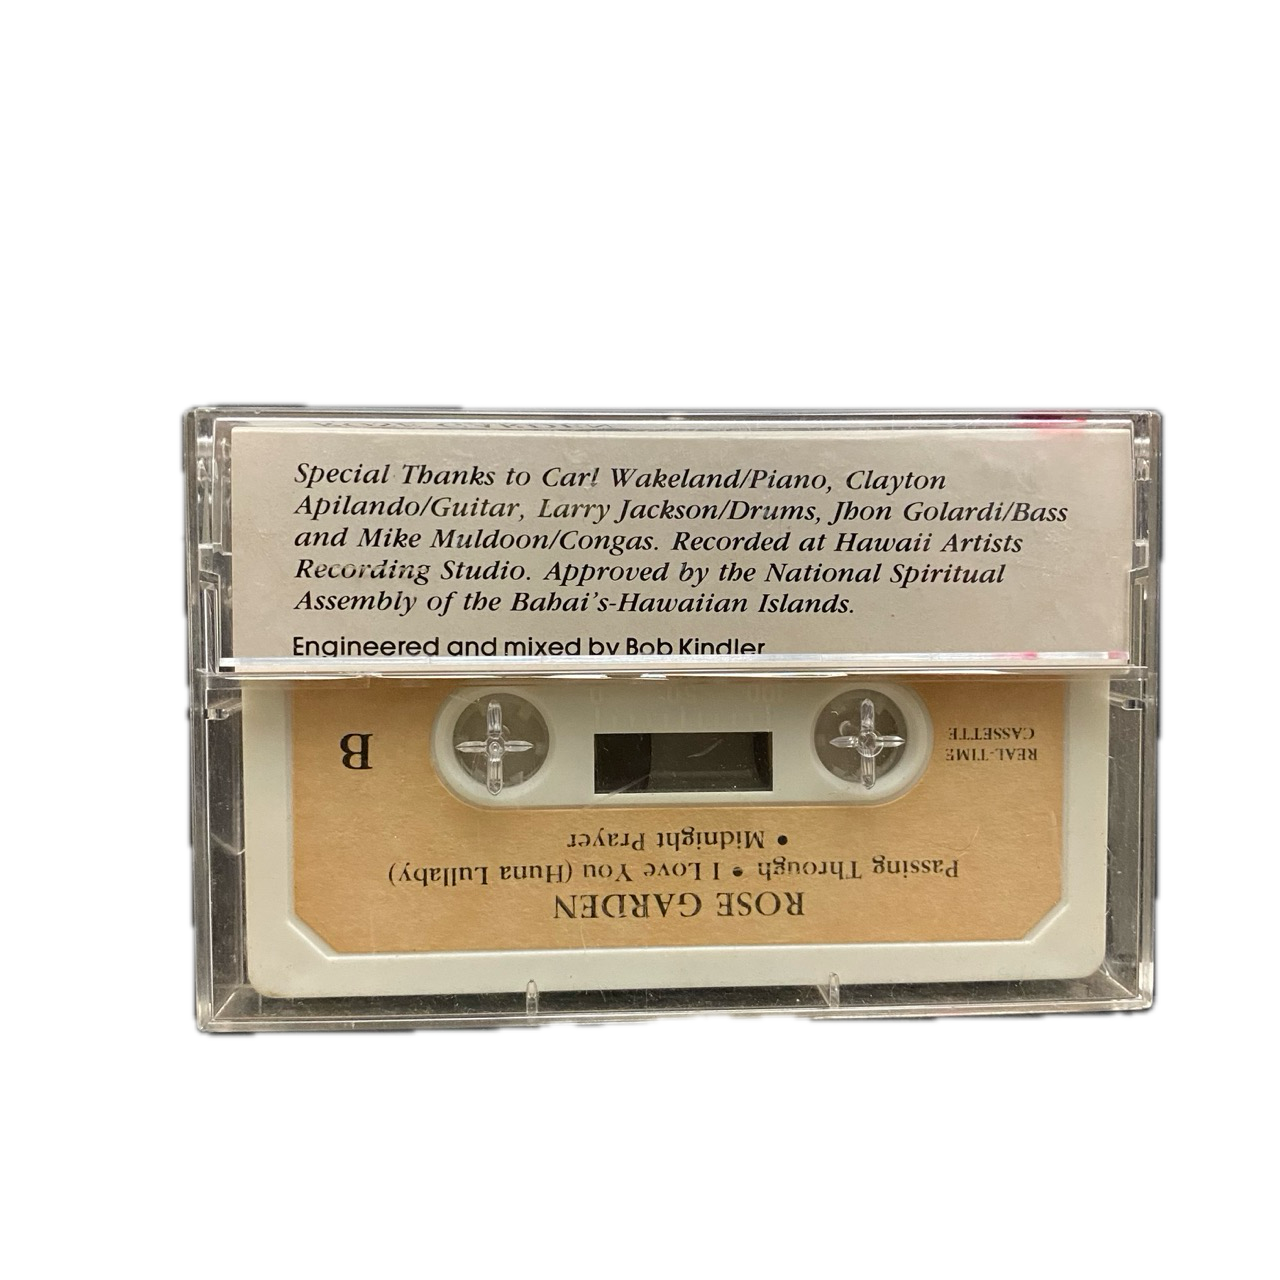 Special Thanks to Carl Wakeland/Piano, Clayton
Apilando/Guitar, Larry Jackson/Drums, Jhon Golardi/Bass
and Mike Muldoon/Congas. Recorded at Hawaii Artists
Recording Studio. Approved by the National Spiritual
Assembly of the Bahai's-Hawaiian Islands.
Engineered and mixed by Bob Kindler
ROSE GARDEN
Passing Through • I Love You (Huna Lullaby)
• Midnight Prayer
B
REAL-TIME
CASSETTE